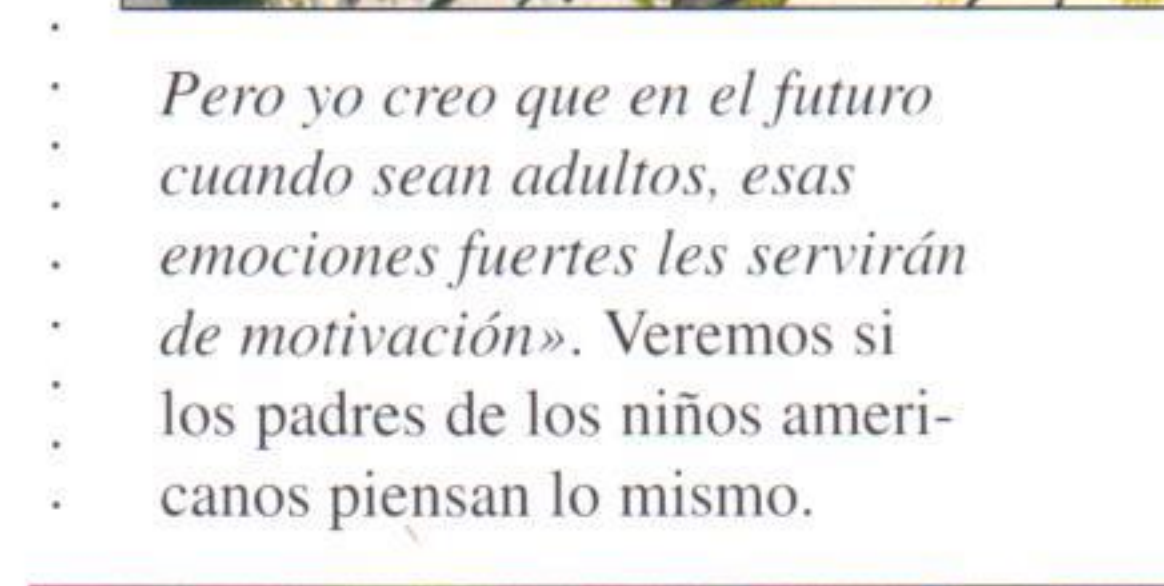 Pero yo creo que en el futuro
cuando sean adultos, esas
emociones fuertes les servirán
de motivación». Veremos si
los padres de los niños ameri-
canos piensan lo mismo.